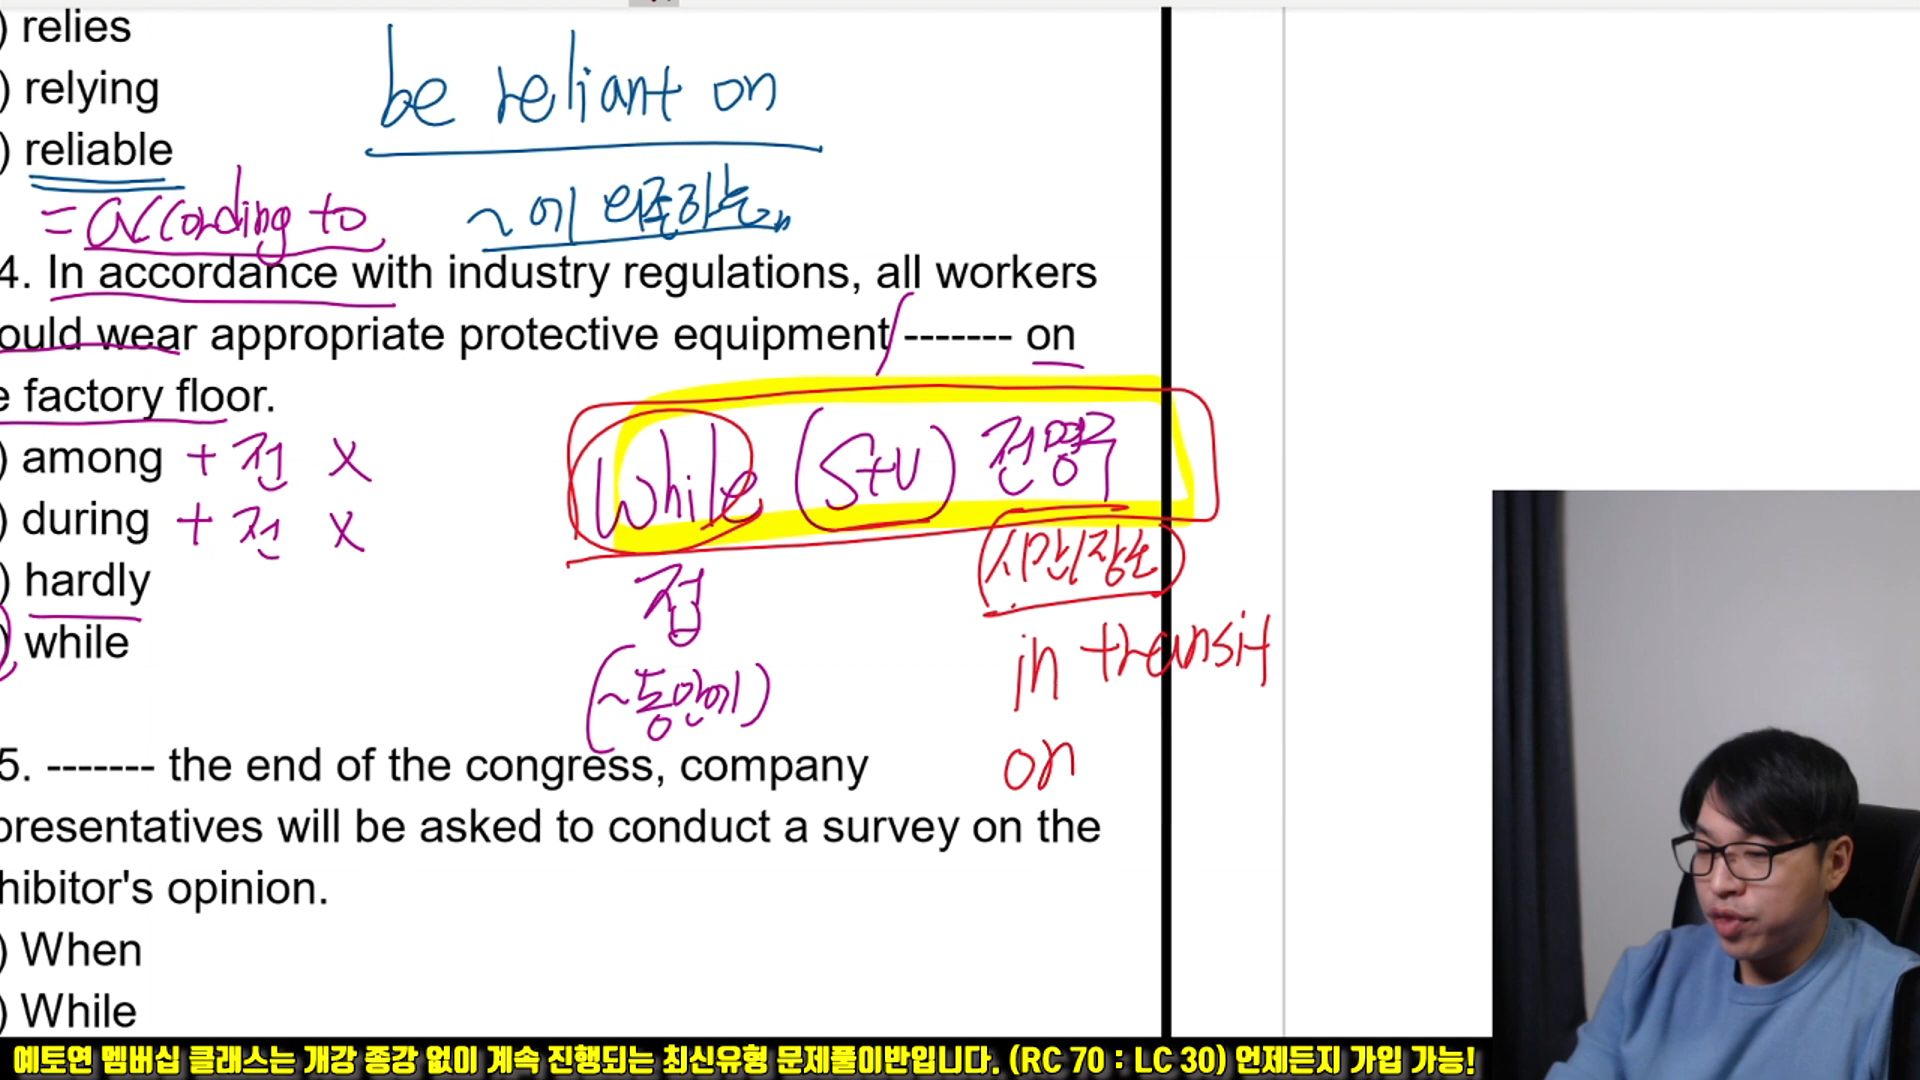 ) relies
) relying
) reliable
be reliant on
~에 의존하는
= according to
4. In accordance with industry regulations, all workers
ould wear appropriate protective equipment ------- on
e factory floor.
) among + 전 X
) during + 전 X
) hardly
) while
While (S+V) 전명구
접
(~동안에)
시간/장소
in transit
on
5. ------- the end of the congress, company
presentatives will be asked to conduct a survey on the
hibitor's opinion.
) When
) While
예토연 멤버십 클래스는 개강 종강 없이 계속 진행되는 최신유형 문제풀이반입니다. (RC 70 : LC 30) 언제든지 가입 가능!